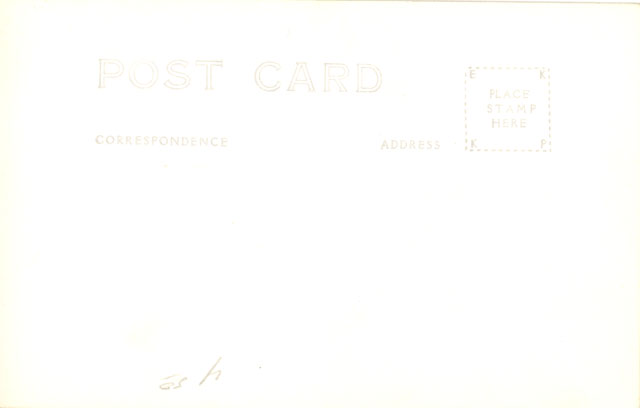 POST CARD
E K
PLACE
STAMP
HERE
K P
CORRESPONDENCE
ADDRESS